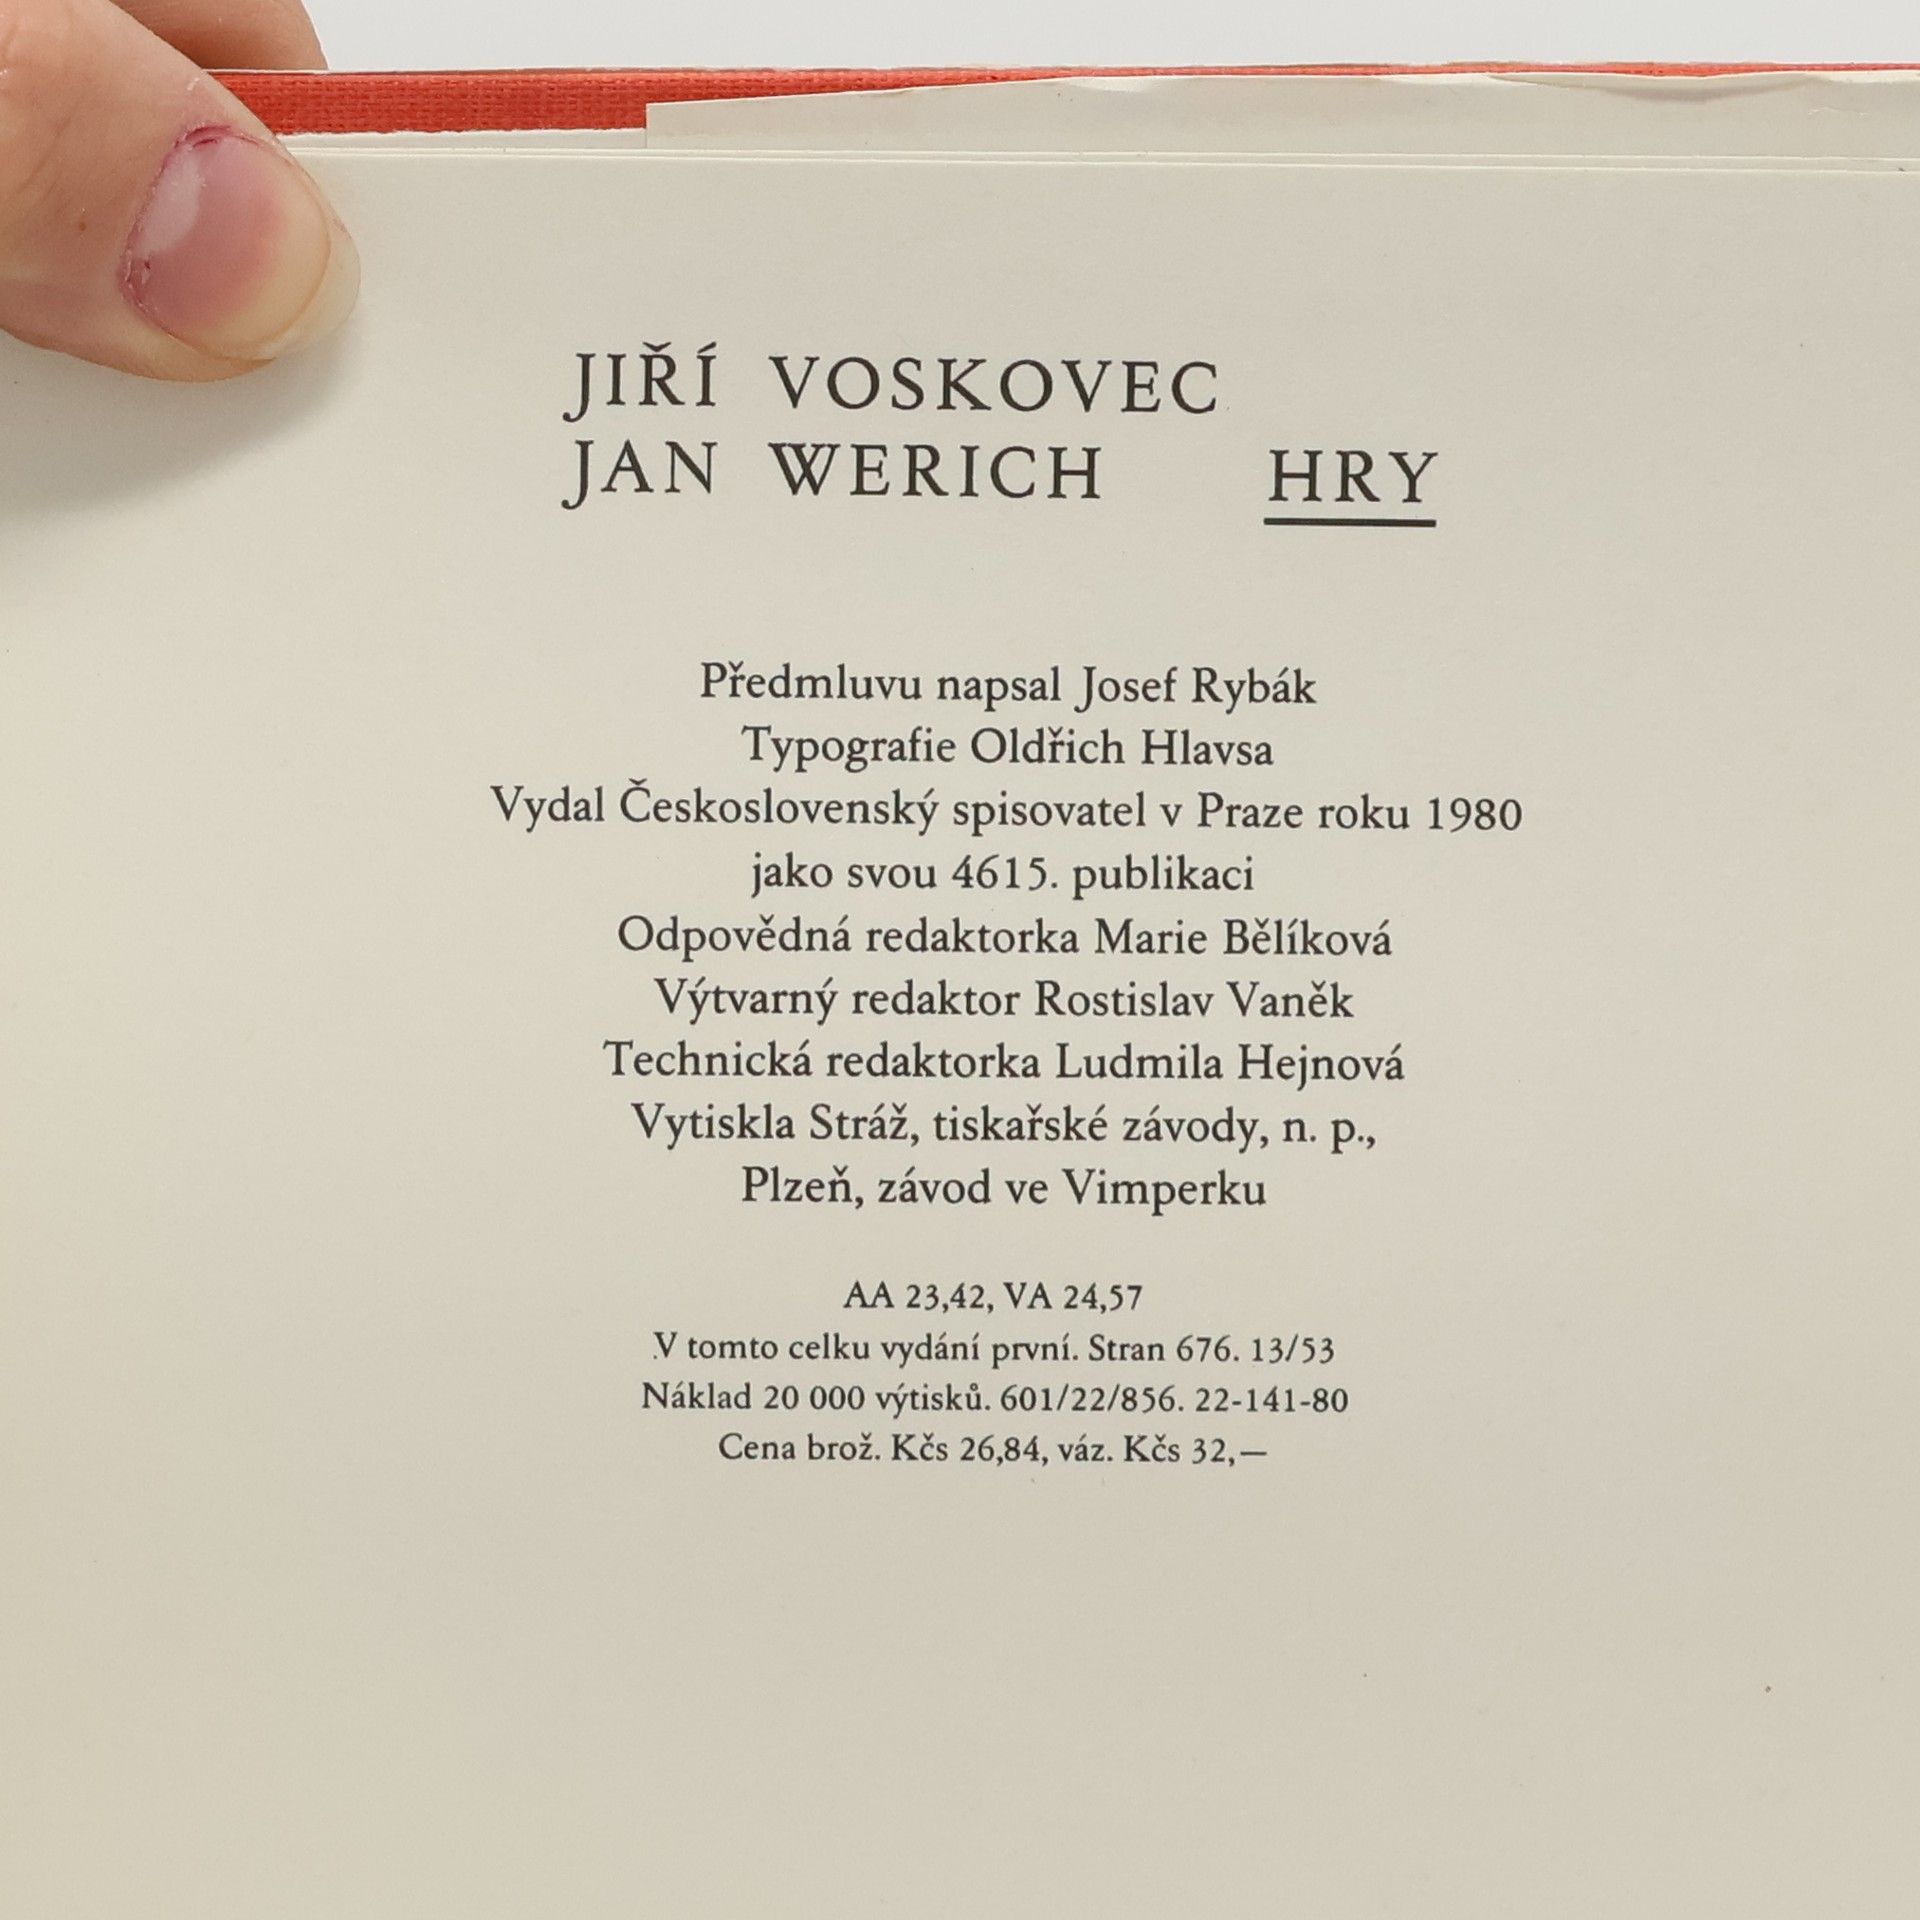 JIŘÍ VOSKOVEC
JAN WERICH HRY
Předmluvu napsal Josef Rybák
Typografie Oldřich Hlavsa
Vydal Československý spisovatel v Praze roku 1980
jako svou 4615. publikaci
Odpovědná redaktorka Marie Bělíková
Výtvarný redaktor Rostislav Vaněk
Technická redaktorka Ludmila Hejnová
Vytiskla Stráž, tiskařské závody, n. p.,
Plzeň, závod ve Vimperku
AA 23,42, VA 24,57
V tomto celku vydání první. Stran 676. 13/53
Náklad 20 000 výtisků. 601/22/856. 22-141-80
Cena brož. Kčs 26,84, váz. Kčs 32,—